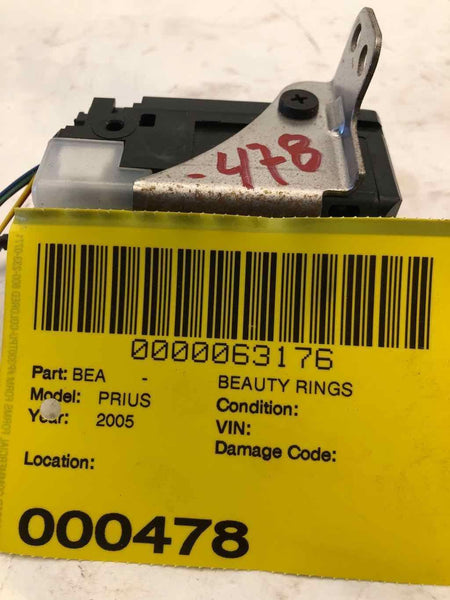 -478
0000063176
Part: BEA - BEAUTY RINGS
Model: PRIUS Condition:
Year: 2005 VIN:
Damage Code:
Location:
000478